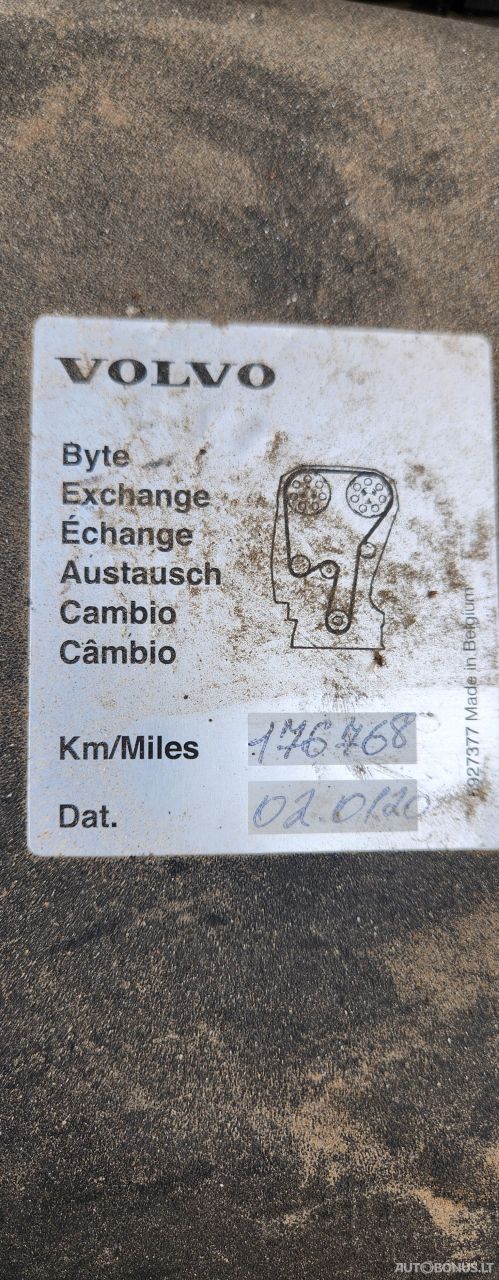 VOLVO
Byte
Exchange
Échange
Austausch
Cambio
Câmbio
Km/Miles 176768
Dat. 02.01.20
Made in Belgium
AUTOBONUS.LT